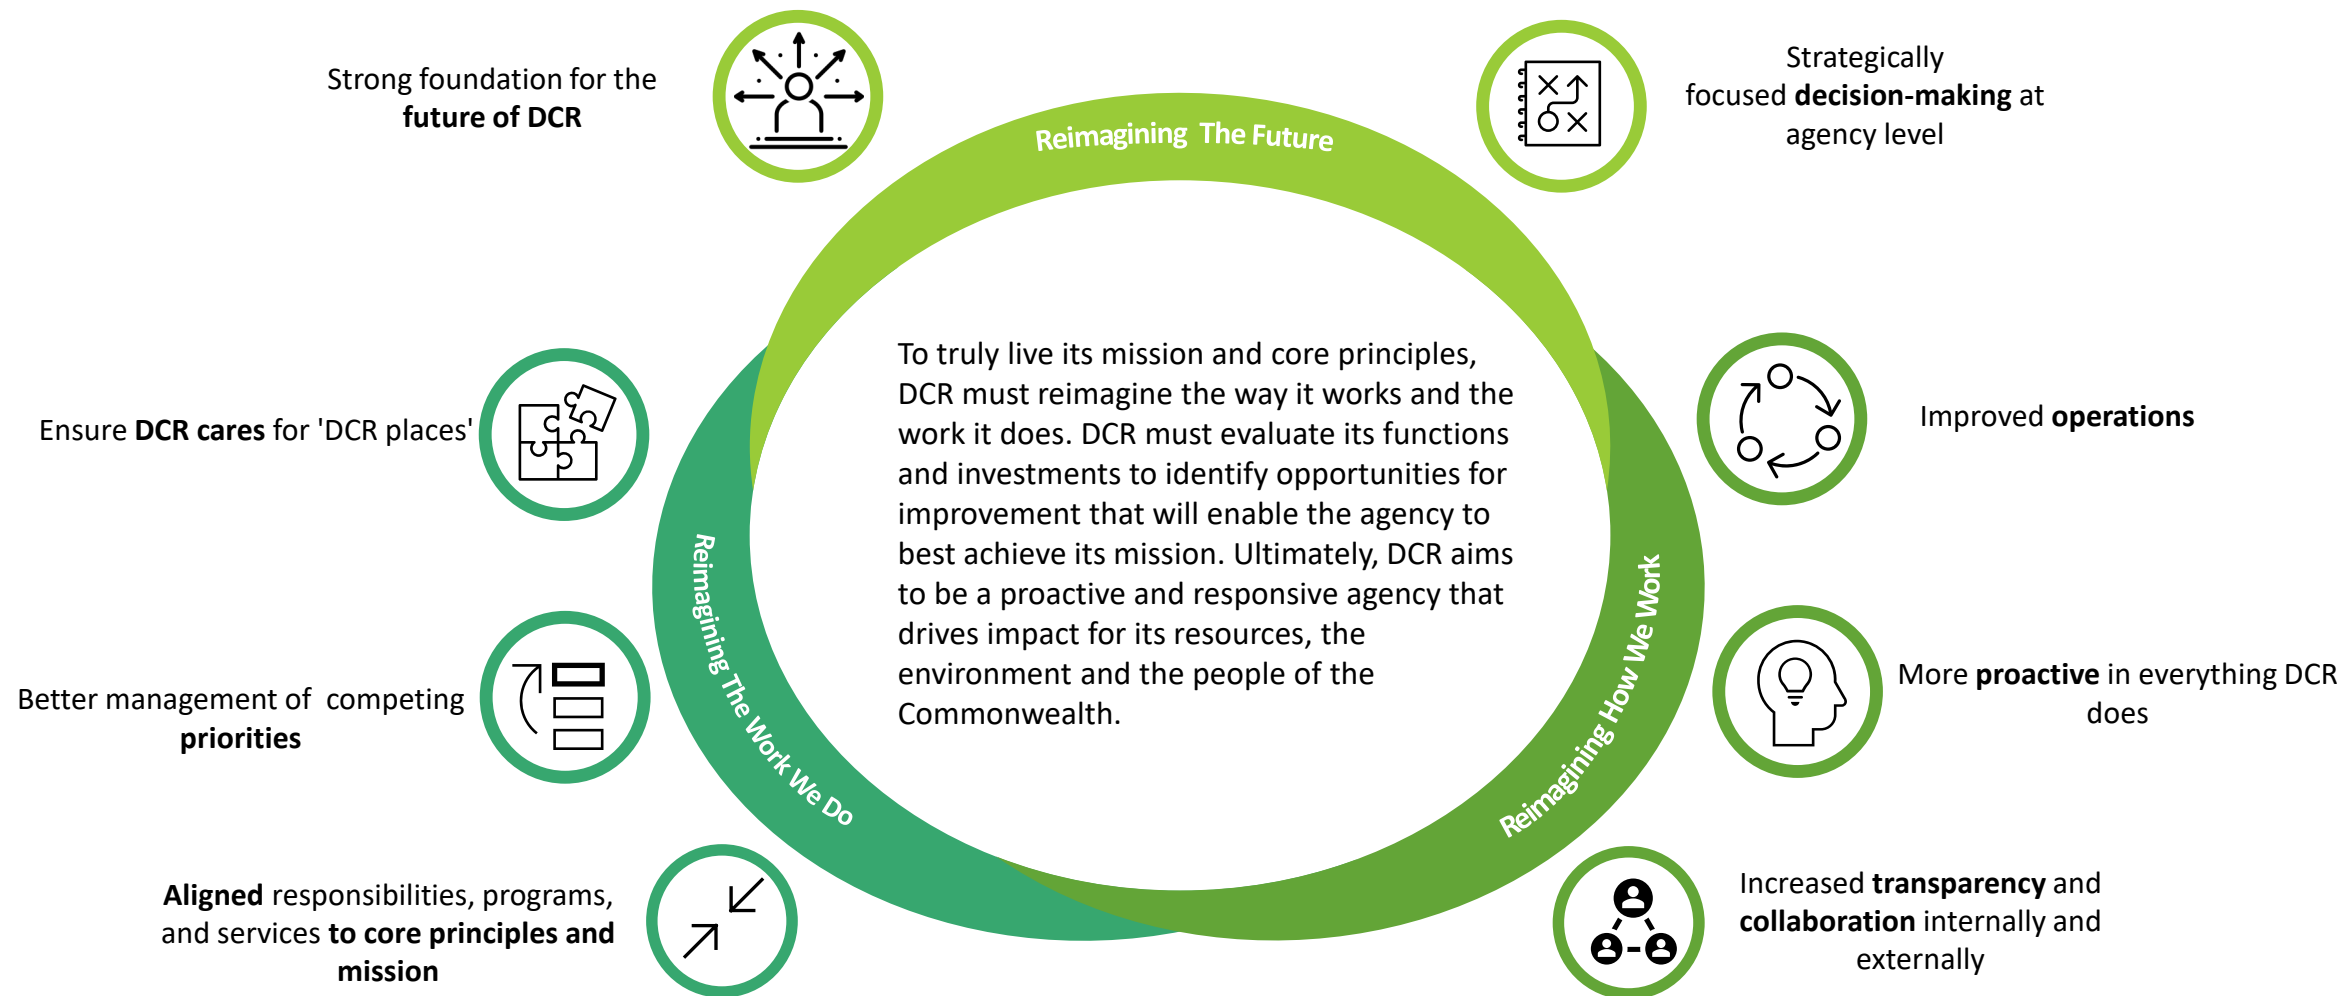 Strong foundation for the
future of DCR
Strategically
focused decision-making at
agency level
Reimagining The Future
Ensure DCR cares for 'DCR places'
Improved operations
To truly live its mission and core principles,
DCR must reimagine the way it works and the
work it does. DCR must evaluate its functions
and investments to identify opportunities for
improvement that will enable the agency to
best achieve its mission. Ultimately, DCR aims
to be a proactive and responsive agency that
drives impact for its resources, the
environment and the people of the
Commonwealth.
Reimagining The Work We Do
Reimagining How We Work
Better management of competing
priorities
More proactive in everything DCR
does
Aligned responsibilities, programs,
and services to core principles and
mission
Increased transparency and
collaboration internally and
externally